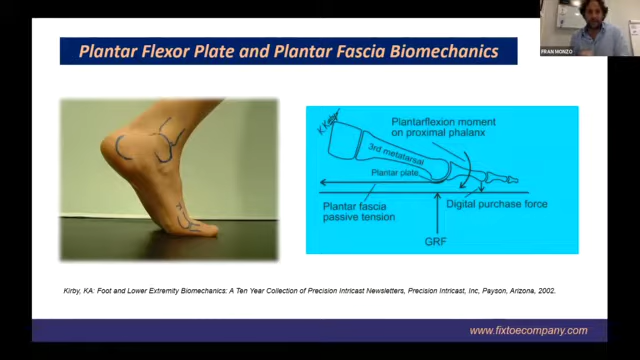 Plantar Flexor Plate and Plantar Fascia Biomechanics
FRAN MONZO
K Kirby
Plantarflexion moment
on proximal phalanx
3rd metatarsal
Plantar plate
Plantar fascia
passive tension
Digital purchase force
GRF
Kirby, KA: Foot and Lower Extremity Biomechanics: A Ten Year Collection of Precision Intricast Newsletters, Precision Intricast, Inc, Payson, Arizona, 2002.
www.fixtoecompany.com